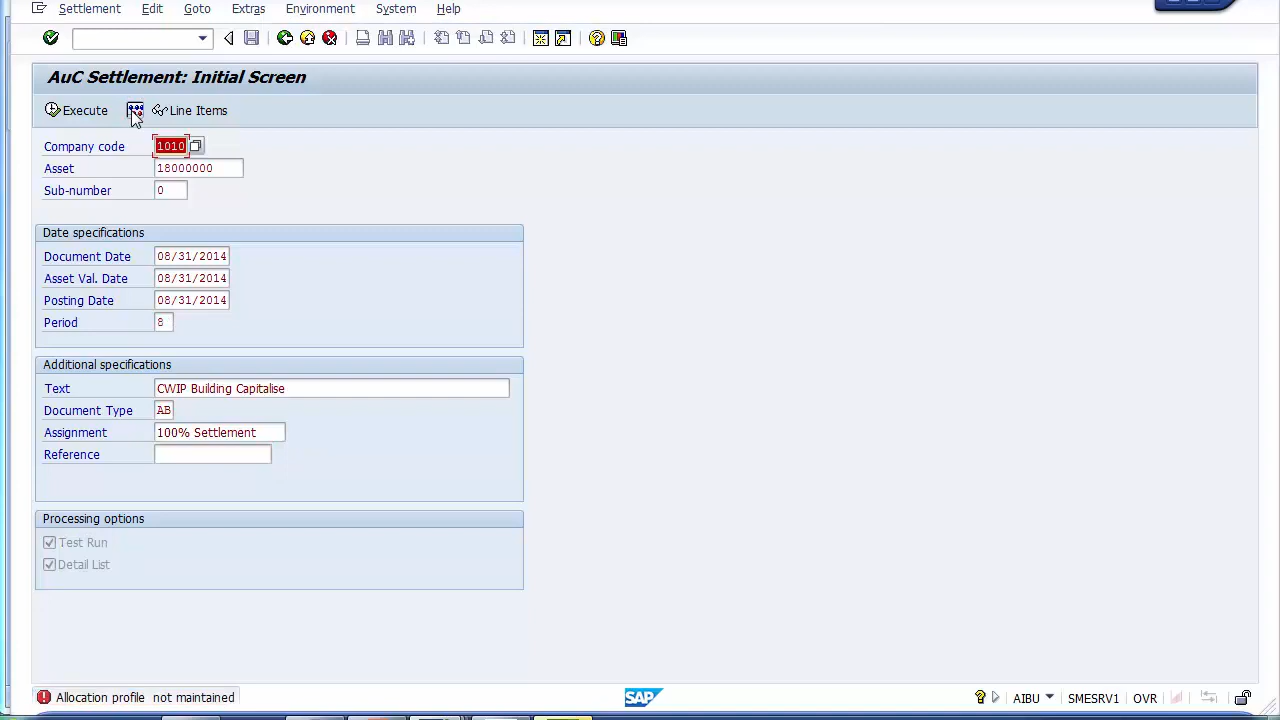 Settlement Edit Goto Extras Environment System Help
AuC Settlement: Initial Screen
Execute Line Items
Company code 1010
Asset 18000000
Sub-number 0
Date specifications
Document Date 08/31/2014
Asset Val. Date 08/31/2014
Posting Date 08/31/2014
Period 8
Additional specifications
Text CWIP Building Capitalise
Document Type AB
Assignment 100% Settlement
Reference
Processing options
Test Run
Detail List
Allocation profile not maintained SAP AIBU SMESRV1 OVR